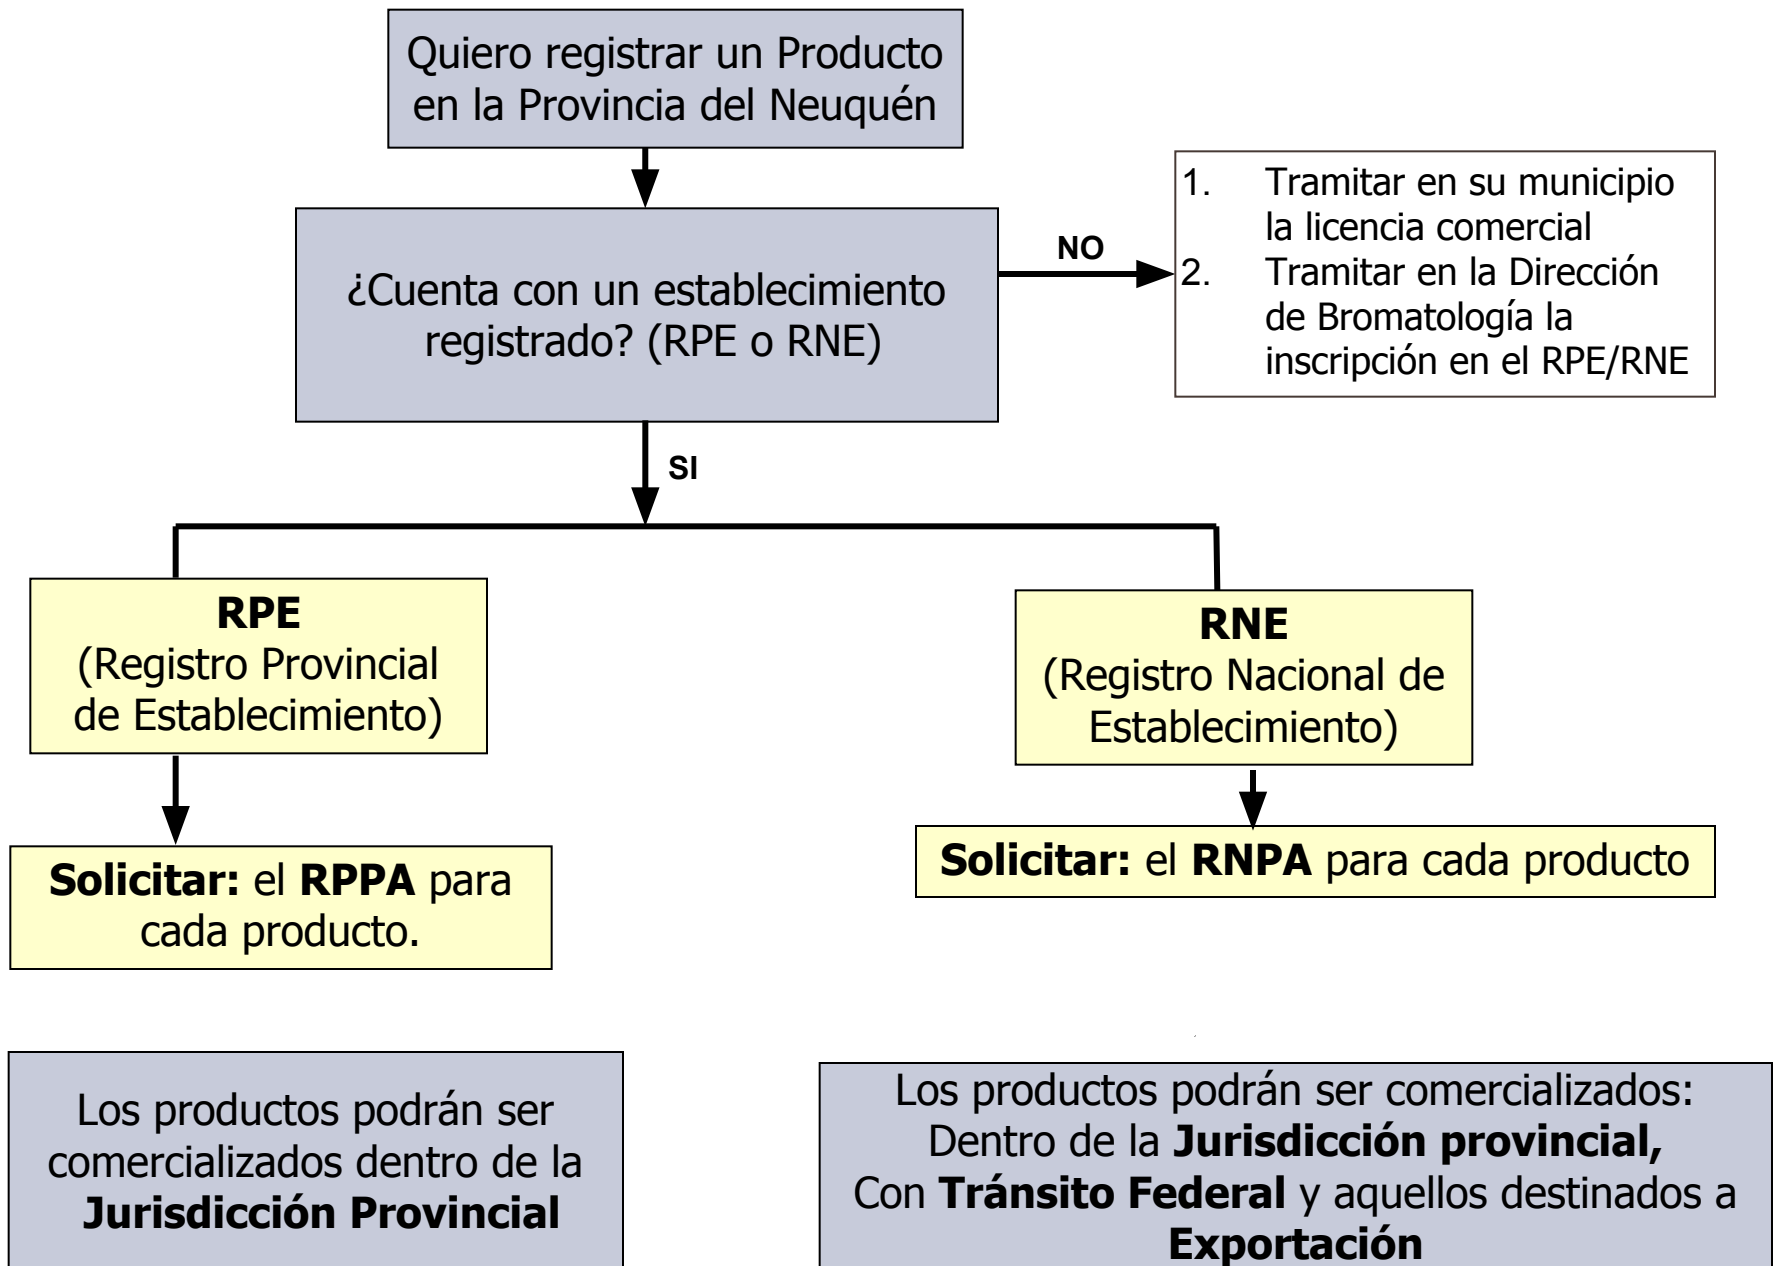 Quiero registrar un Producto
en la Provincia del Neuquén
¿Cuenta con un establecimiento
registrado? (RPE o RNE)
NO
1. Tramitar en su municipio
la licencia comercial
2. Tramitar en la Dirección
de Bromatología la
inscripción en el RPE/RNE
SI
RPE
(Registro Provincial
de Establecimiento)
RNE
(Registro Nacional de
Establecimiento)
Solicitar: el RPPA para
cada producto.
Solicitar: el RNPA para cada producto
Los productos podrán ser
comercializados dentro de la
Jurisdicción Provincial
Los productos podrán ser comercializados:
Dentro de la Jurisdicción provincial,
Con Tránsito Federal y aquellos destinados a
Exportación